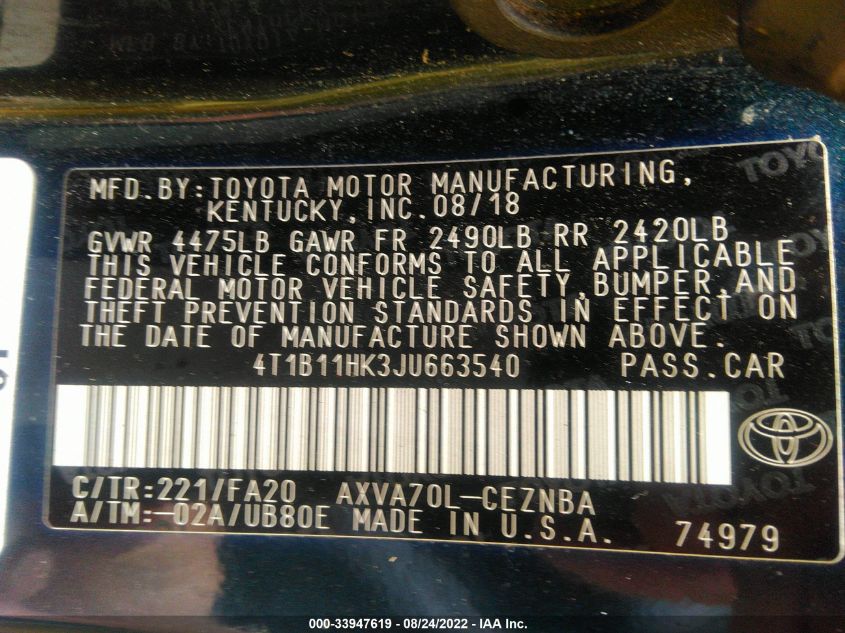 MFD.BY:TOYOTA MOTOR MANUFACTURING,
KENTUCKY,INC.08/18
GVWR 4475LB GAWR FR 2490LB RR 2420LB
THIS VEHICLE CONFORMS TO ALL APPLICABLE
FEDERAL MOTOR VEHICLE SAFETY,BUMPER,AND
THEFT PREVENTION STANDARDS IN EFFECT ON
THE DATE OF MANUFACTURE SHOWN ABOVE.
4T1B11HK3JU663540 PASS.CAR
C/TR:221/FA20 AXVA70L-CEZNBA
A/TM:-02A/UB80E MADE IN U.S.A. 74979
000-33947619 - 08/24/2022 - IAA Inc.